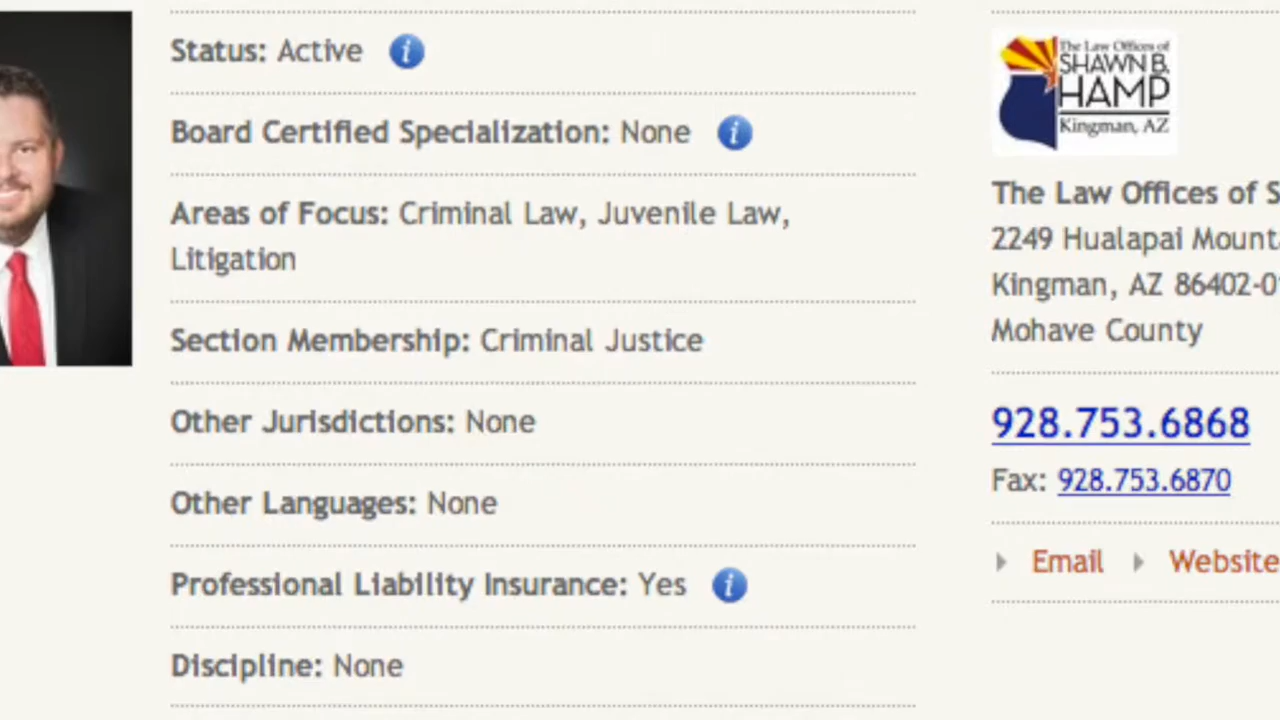 Status: Active
Board Certified Specialization: None
Areas of Focus: Criminal Law, Juvenile Law,
Litigation
Section Membership: Criminal Justice
Other Jurisdictions: None
Other Languages: None
Professional Liability Insurance: Yes
Discipline: None
The Law Offices of
SHAWN B.
HAMP
Kingman, AZ
The Law Offices of
2249 Hualapai
Kingman, AZ
Mohave County
928.753.6868
Fax: 928.753.6870
Email Website